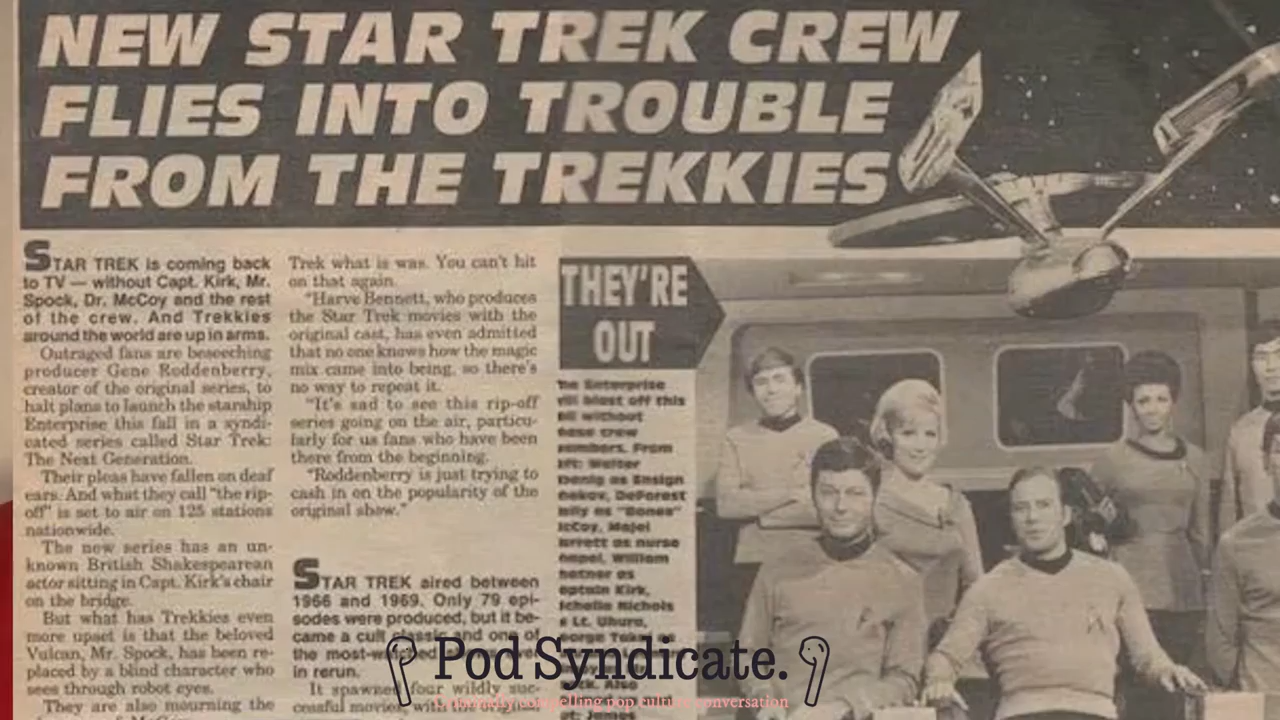 NEW STAR TREK CREW
FLIES INTO TROUBLE
FROM THE TREKKIES
STAR TREK is coming back
to TV — without Capt. Kirk, Mr.
Spock, Dr. McCoy and the rest
of the crew. And Trekkies
around the world are up in arms.
Outraged fans are beseeching
producer Gene Roddenberry,
creator of the original series, to
halt plans to launch the starship
Enterprise this fall in a syndi-
cated series called Star Trek:
The Next Generation.
Their pleas have fallen on deaf
ears. And what they call "the rip-
off" is set to air on 125 stations
nationwide.
The new series has an un-
known British Shakespearean
actor sitting in Capt. Kirk's chair
on the bridge.
But what has Trekkies even
more upset is that the beloved
Vulcan, Mr. Spock, has been re-
placed by a blind character who
sees through robot eyes.
They are also mourning the
Trek what is was. You can't hit
on that again.
"Harve Bennett, who produces
the Star Trek movies with the
original cast, has even admitted
that no one knows how the magic
mix came into being, so there's
no way to repeat it.
"It's sad to see this rip-off
series going on the air, particu-
larly for us fans who have been
there from the beginning.
"Roddenberry is just trying to
cash in on the popularity of the
original show."
STAR TREK aired between
1966 and 1969. Only 79 epi-
sodes were produced, but it be-
came a cult classic and one of
the most-watched
in rerun.
It spawned four wildly suc-
cessful movies, with the original
THEY'RE
OUT
Enterprise
blast off this
without
crew
members. From
Walter
as Ensign
DeForest
as "Bones"
McCoy, Majel
as nurse
William
as
Kirk,
Nichols
Lt. Uhura,
as
Also
James
Pod Syndicate.
compelling pop culture conversation